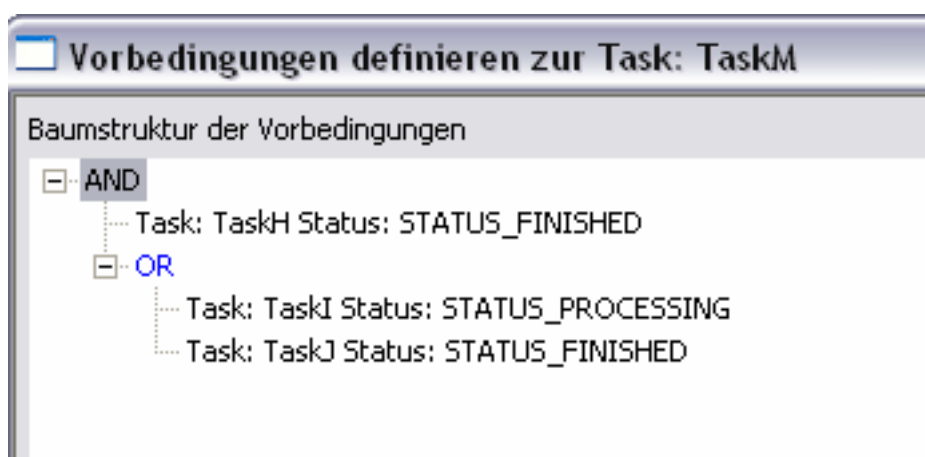 Vorbedingungen definieren zur Task: TaskM
Baumstruktur der Vorbedingungen
AND
Task: TaskH Status: STATUS_FINISHED
OR
Task: TaskI Status: STATUS_PROCESSING
Task: TaskJ Status: STATUS_FINISHED